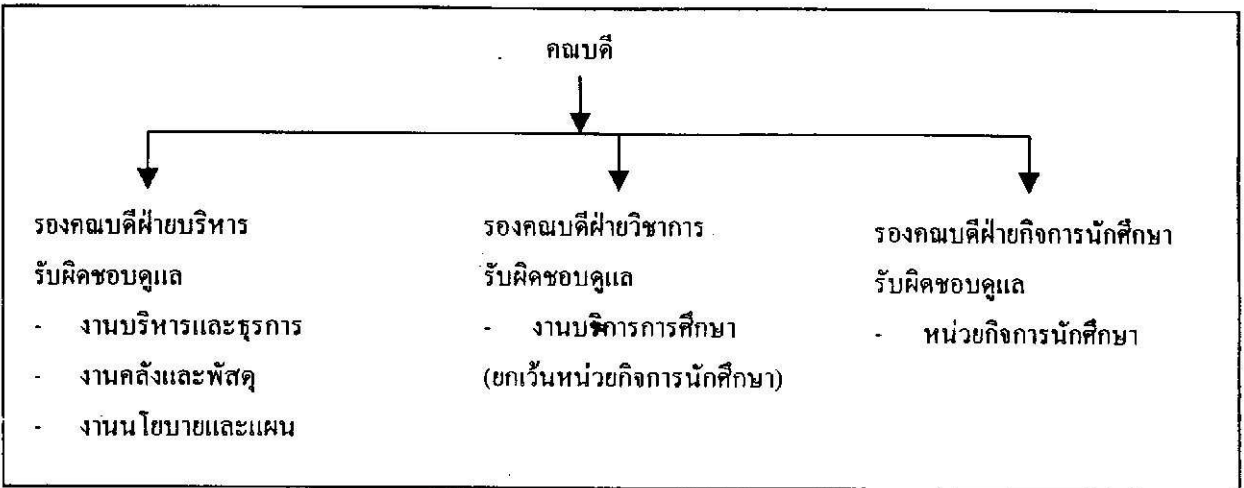 คณบดี
รองคณบดีฝ่ายบริหาร
รับผิดชอบดูแล
- งานบริหารและธุรการ
- งานคลังและพัสดุ
- งานนโยบายและแผน
รองคณบดีฝ่ายวิชาการ
รับผิดชอบดูแล
- งานบริการการศึกษา
(ยกเว้นหน่วยกิจการนักศึกษา)
รองคณบดีฝ่ายกิจการนักศึกษา
รับผิดชอบดูแล
- หน่วยกิจการนักศึกษา